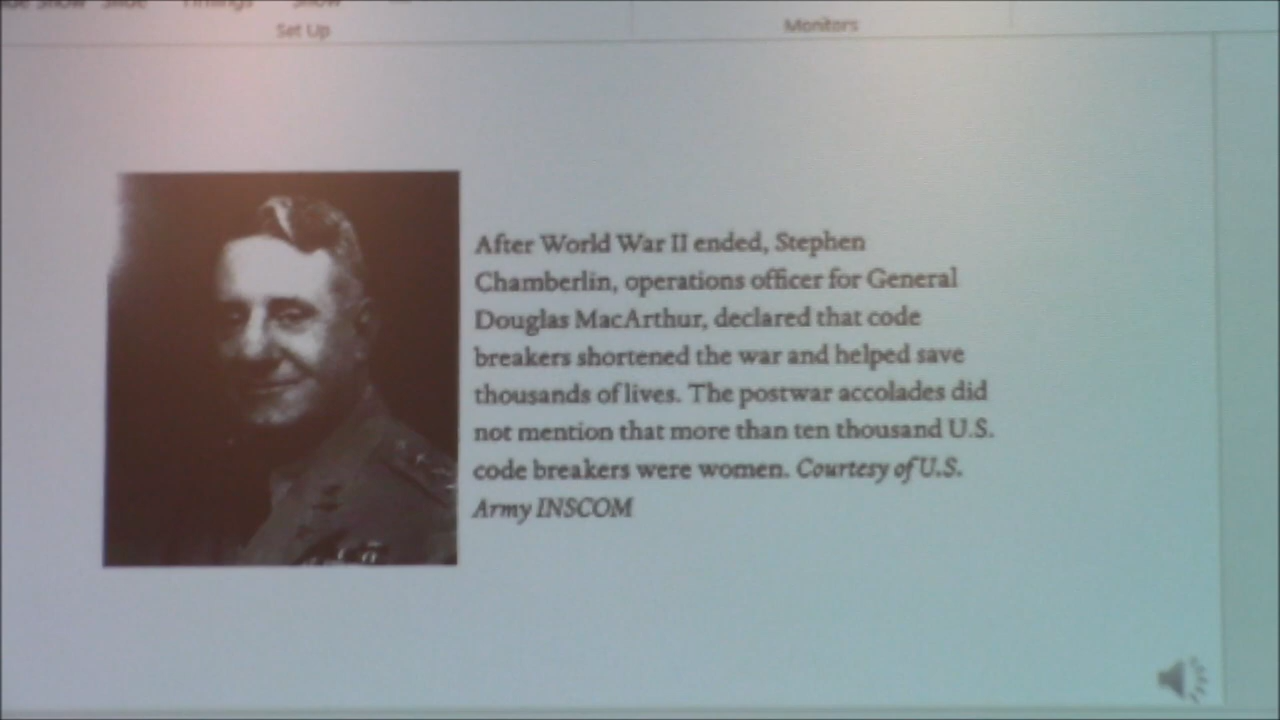 Show
Set Up
Monitors
After World War II ended, Stephen
Chamberlin, operations officer for General
Douglas MacArthur, declared that code
breakers shortened the war and helped save
thousands of lives. The postwar accolades did
not mention that more than ten thousand U.S.
code breakers were women. Courtesy of U.S.
Army INSCOM